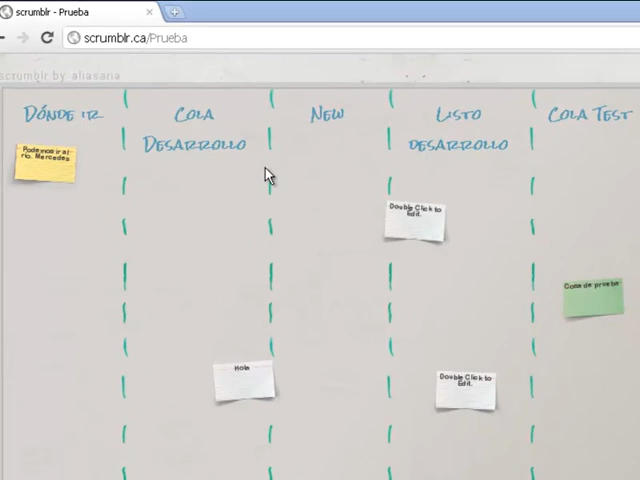 scrumblr - Prueba
scrumblr.ca/Prueba
scrumblr by aliasaria
DÓNDE IR
COLA DESARROLLO
NEW
LISTO DESARROLLO
COLA TEST
Podemos ir al
rio. Mercedes
Double Click to
Edit.
Cosa de prueba
Hola
Double Click to
Edit.